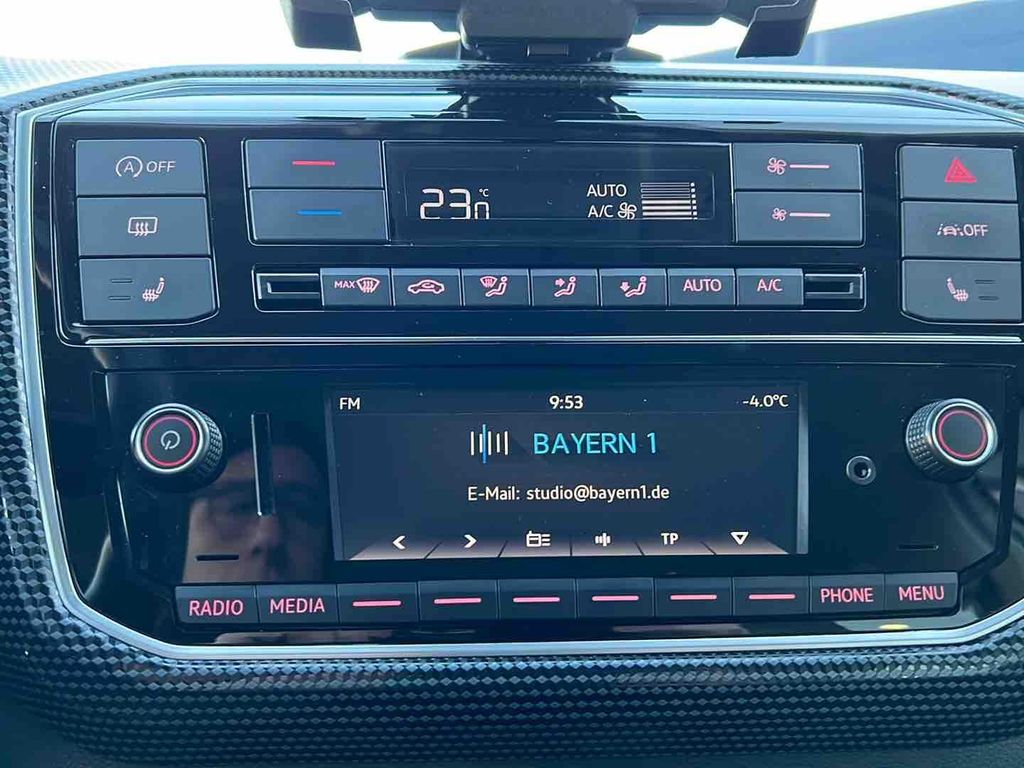 A OFF
23.0 °C
AUTO
A/C
OFF
MAX
AUTO
A/C
FM
9:53
-4.0°C
BAYERN 1
E-Mail: studio@bayern1.de
<
>
TP
RADIO
MEDIA
PHONE
MENU